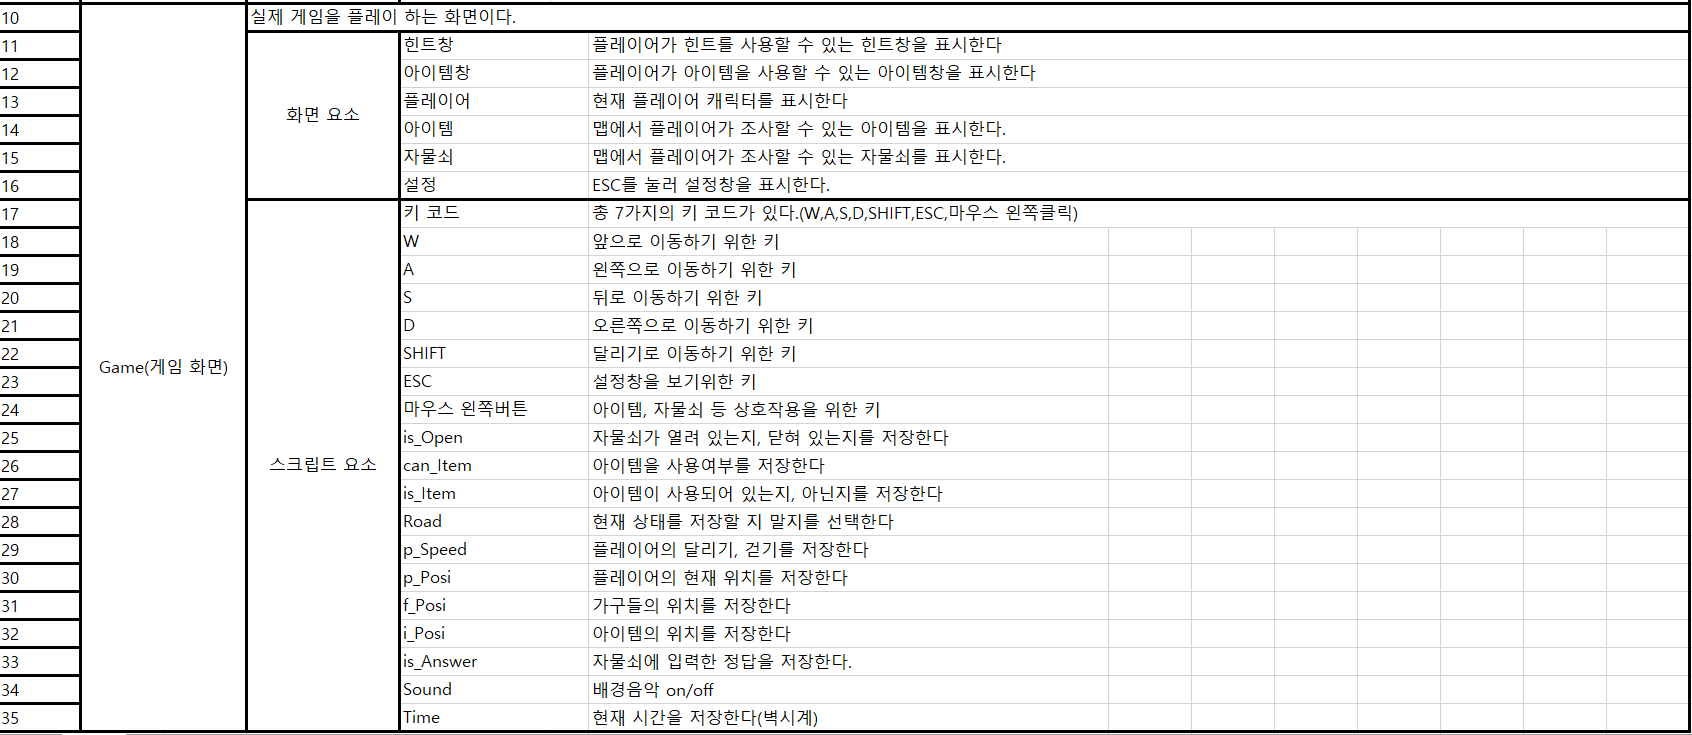 10 실제 게임을 플레이 하는 화면이다.
11 힌트창 플레이어가 힌트를 사용할 수 있는 힌트창을 표시한다
12 아이템창 플레이어가 아이템을 사용할 수 있는 아이템창을 표시한다
13 플레이어 현재 플레이어 캐릭터를 표시한다
화면 요소
14 아이템 맵에서 플레이어가 조사할 수 있는 아이템을 표시한다.
15 자물쇠 맵에서 플레이어가 조사할 수 있는 자물쇠를 표시한다.
16 설정 ESC를 눌러 설정창을 표시한다.
17 키 코드 총 7가지의 키 코드가 있다.(W,A,S,D,SHIFT,ESC,마우스 왼쪽클릭)
18 W 앞으로 이동하기 위한 키
19 A 왼쪽으로 이동하기 위한 키
20 S 뒤로 이동하기 위한 키
21 D 오른쪽으로 이동하기 위한 키
22 SHIFT 달리기로 이동하기 위한 키
Game(게임 화면)
23 ESC 설정창을 보기위한 키
24 마우스 왼쪽버튼 아이템, 자물쇠 등 상호작용을 위한 키
25 is_Open 자물쇠가 열려 있는지, 닫혀 있는지를 저장한다
스크립트 요소
26 can_Item 아이템을 사용여부를 저장한다
27 is_Item 아이템이 사용되어 있는지, 아닌지를 저장한다
28 Road 현재 상태를 저장할 지 말지를 선택한다
29 p_Speed 플레이어의 달리기, 걷기를 저장한다
30 p_Posi 플레이어의 현재 위치를 저장한다
31 f_Posi 가구들의 위치를 저장한다
32 i_Posi 아이템의 위치를 저장한다
33 is_Answer 자물쇠에 입력한 정답을 저장한다.
34 Sound 배경음악 on/off
35 Time 현재 시간을 저장한다(벽시계)